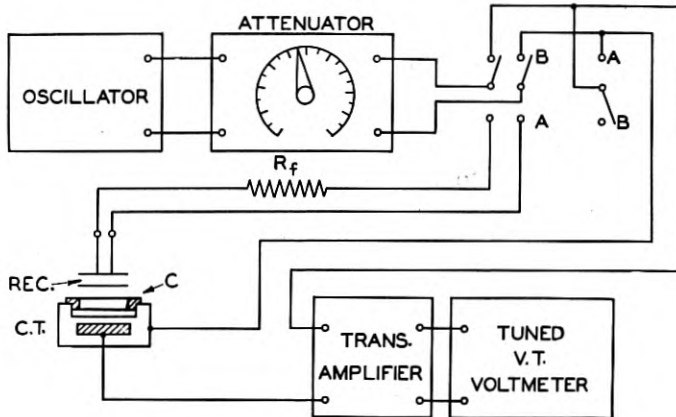 ATTENUATOR
OSCILLATOR
B
A
A
B
R_f
REC.
C
C.T.
TRANS.
AMPLIFIER
TUNED
V.T.
VOLTMETER